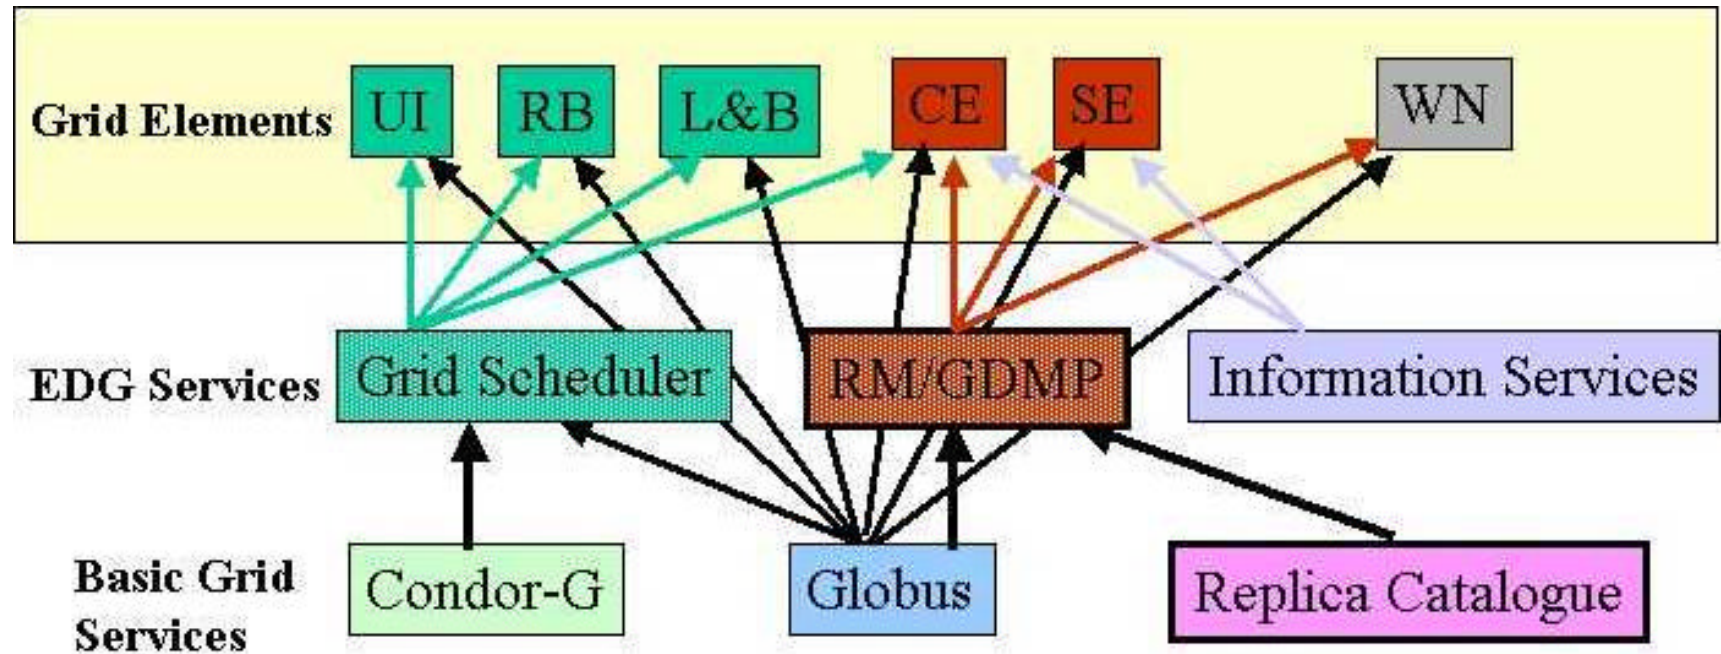 Grid Elements
UI
RB
L&B
CE
SE
WN
EDG Services
Grid Scheduler
RM/GDMP
Information Services
Basic Grid
Services
Condor-G
Globus
Replica Catalogue